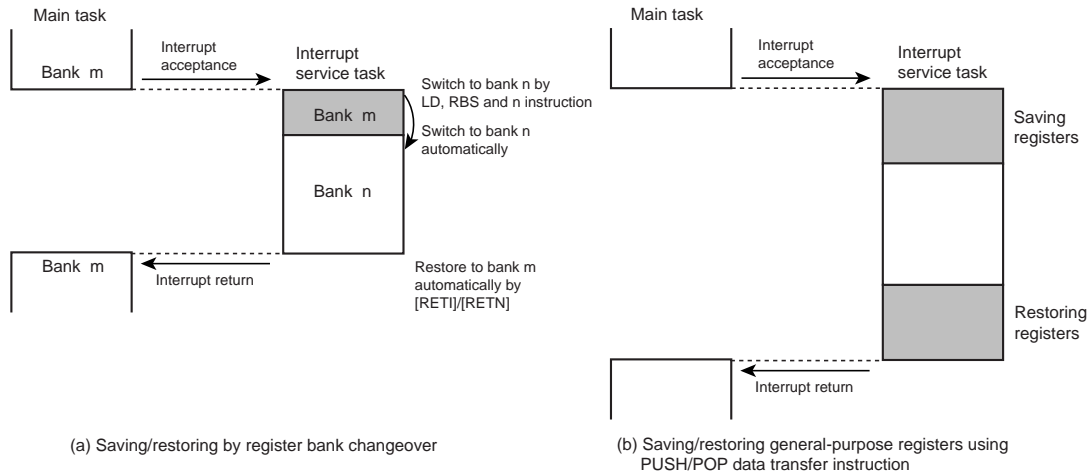 Main task
Bank m
Interrupt
acceptance
Interrupt
service task
Bank m
Switch to bank n by
LD, RBS and n instruction
Switch to bank n
automatically
Bank n
Bank m
Interrupt return
Restore to bank m
automatically by
[RETI]/[RETN]
(a) Saving/restoring by register bank changeover
Main task
Interrupt
acceptance
Interrupt
service task
Saving
registers
Restoring
registers
Interrupt return
(b) Saving/restoring general-purpose registers using
PUSH/POP data transfer instruction